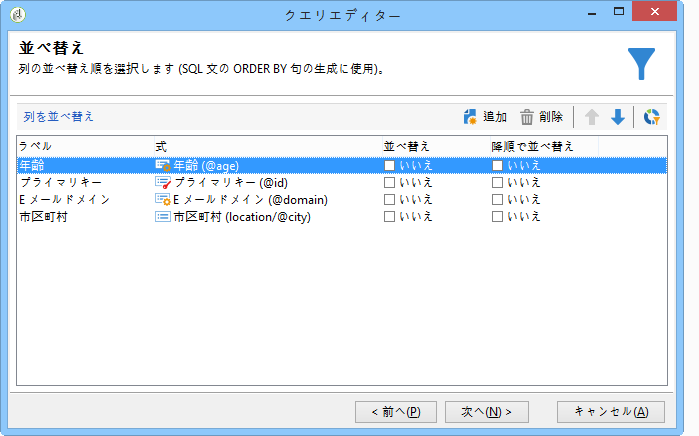 クエリエディター
並べ替え
列の並べ替え順を選択します (SQL 文の ORDER BY 句の生成に使用)。
列を並べ替え 追加 削除
ラベル 式 並べ替え 降順で並べ替え
年齢 年齢 (@age) いいえ いいえ
プライマリキー プライマリキー (@id) いいえ いいえ
E メールドメイン E メールドメイン (@domain) いいえ いいえ
市区町村 市区町村 (location/@city) いいえ いいえ
< 前へ(P) 次へ(N) > キャンセル(A)